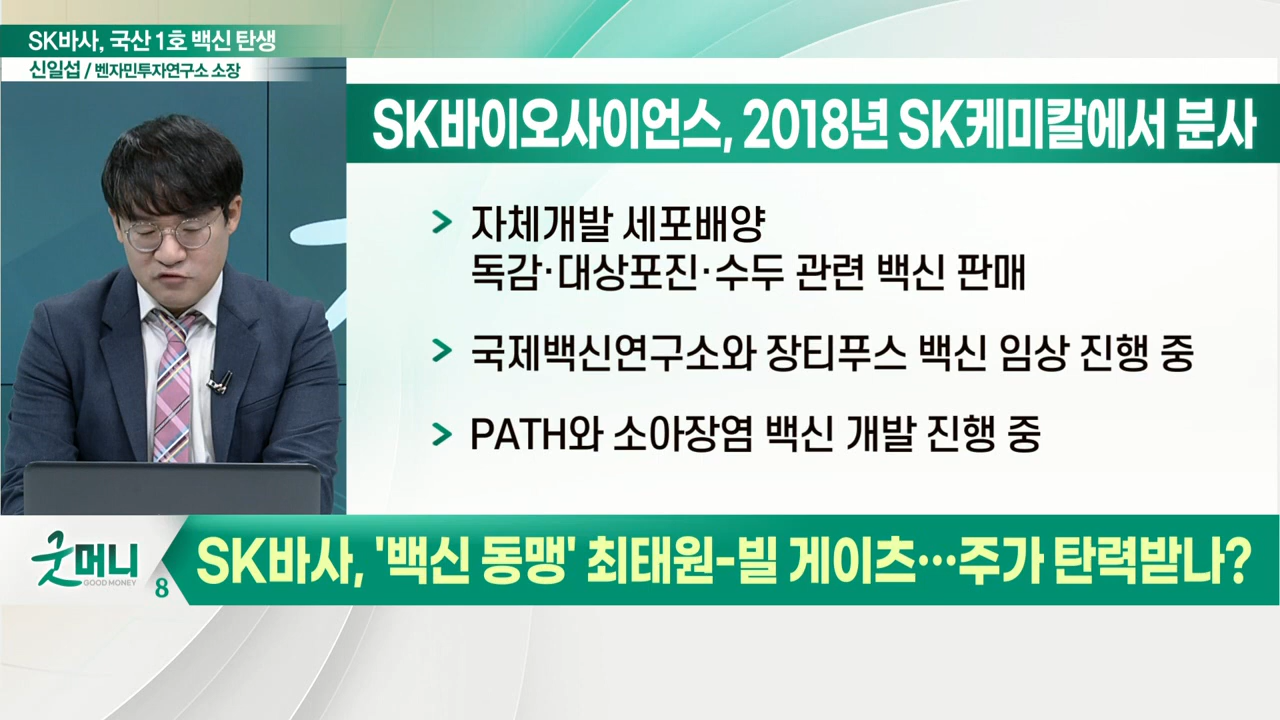 SK바사, 국산 1호 백신 탄생
신일섭 / 벤자민투자연구소 소장
SK바이오사이언스, 2018년 SK케미칼에서 분사
> 자체개발 세포배양
독감·대상포진·수두 관련 백신 판매
> 국제백신연구소와 장티푸스 백신 임상 진행 중
> PATH와 소아장염 백신 개발 진행 중
굿머니
GOOD MONEY
8
SK바사, '백신 동맹' 최태원-빌 게이츠…주가 탄력받나?